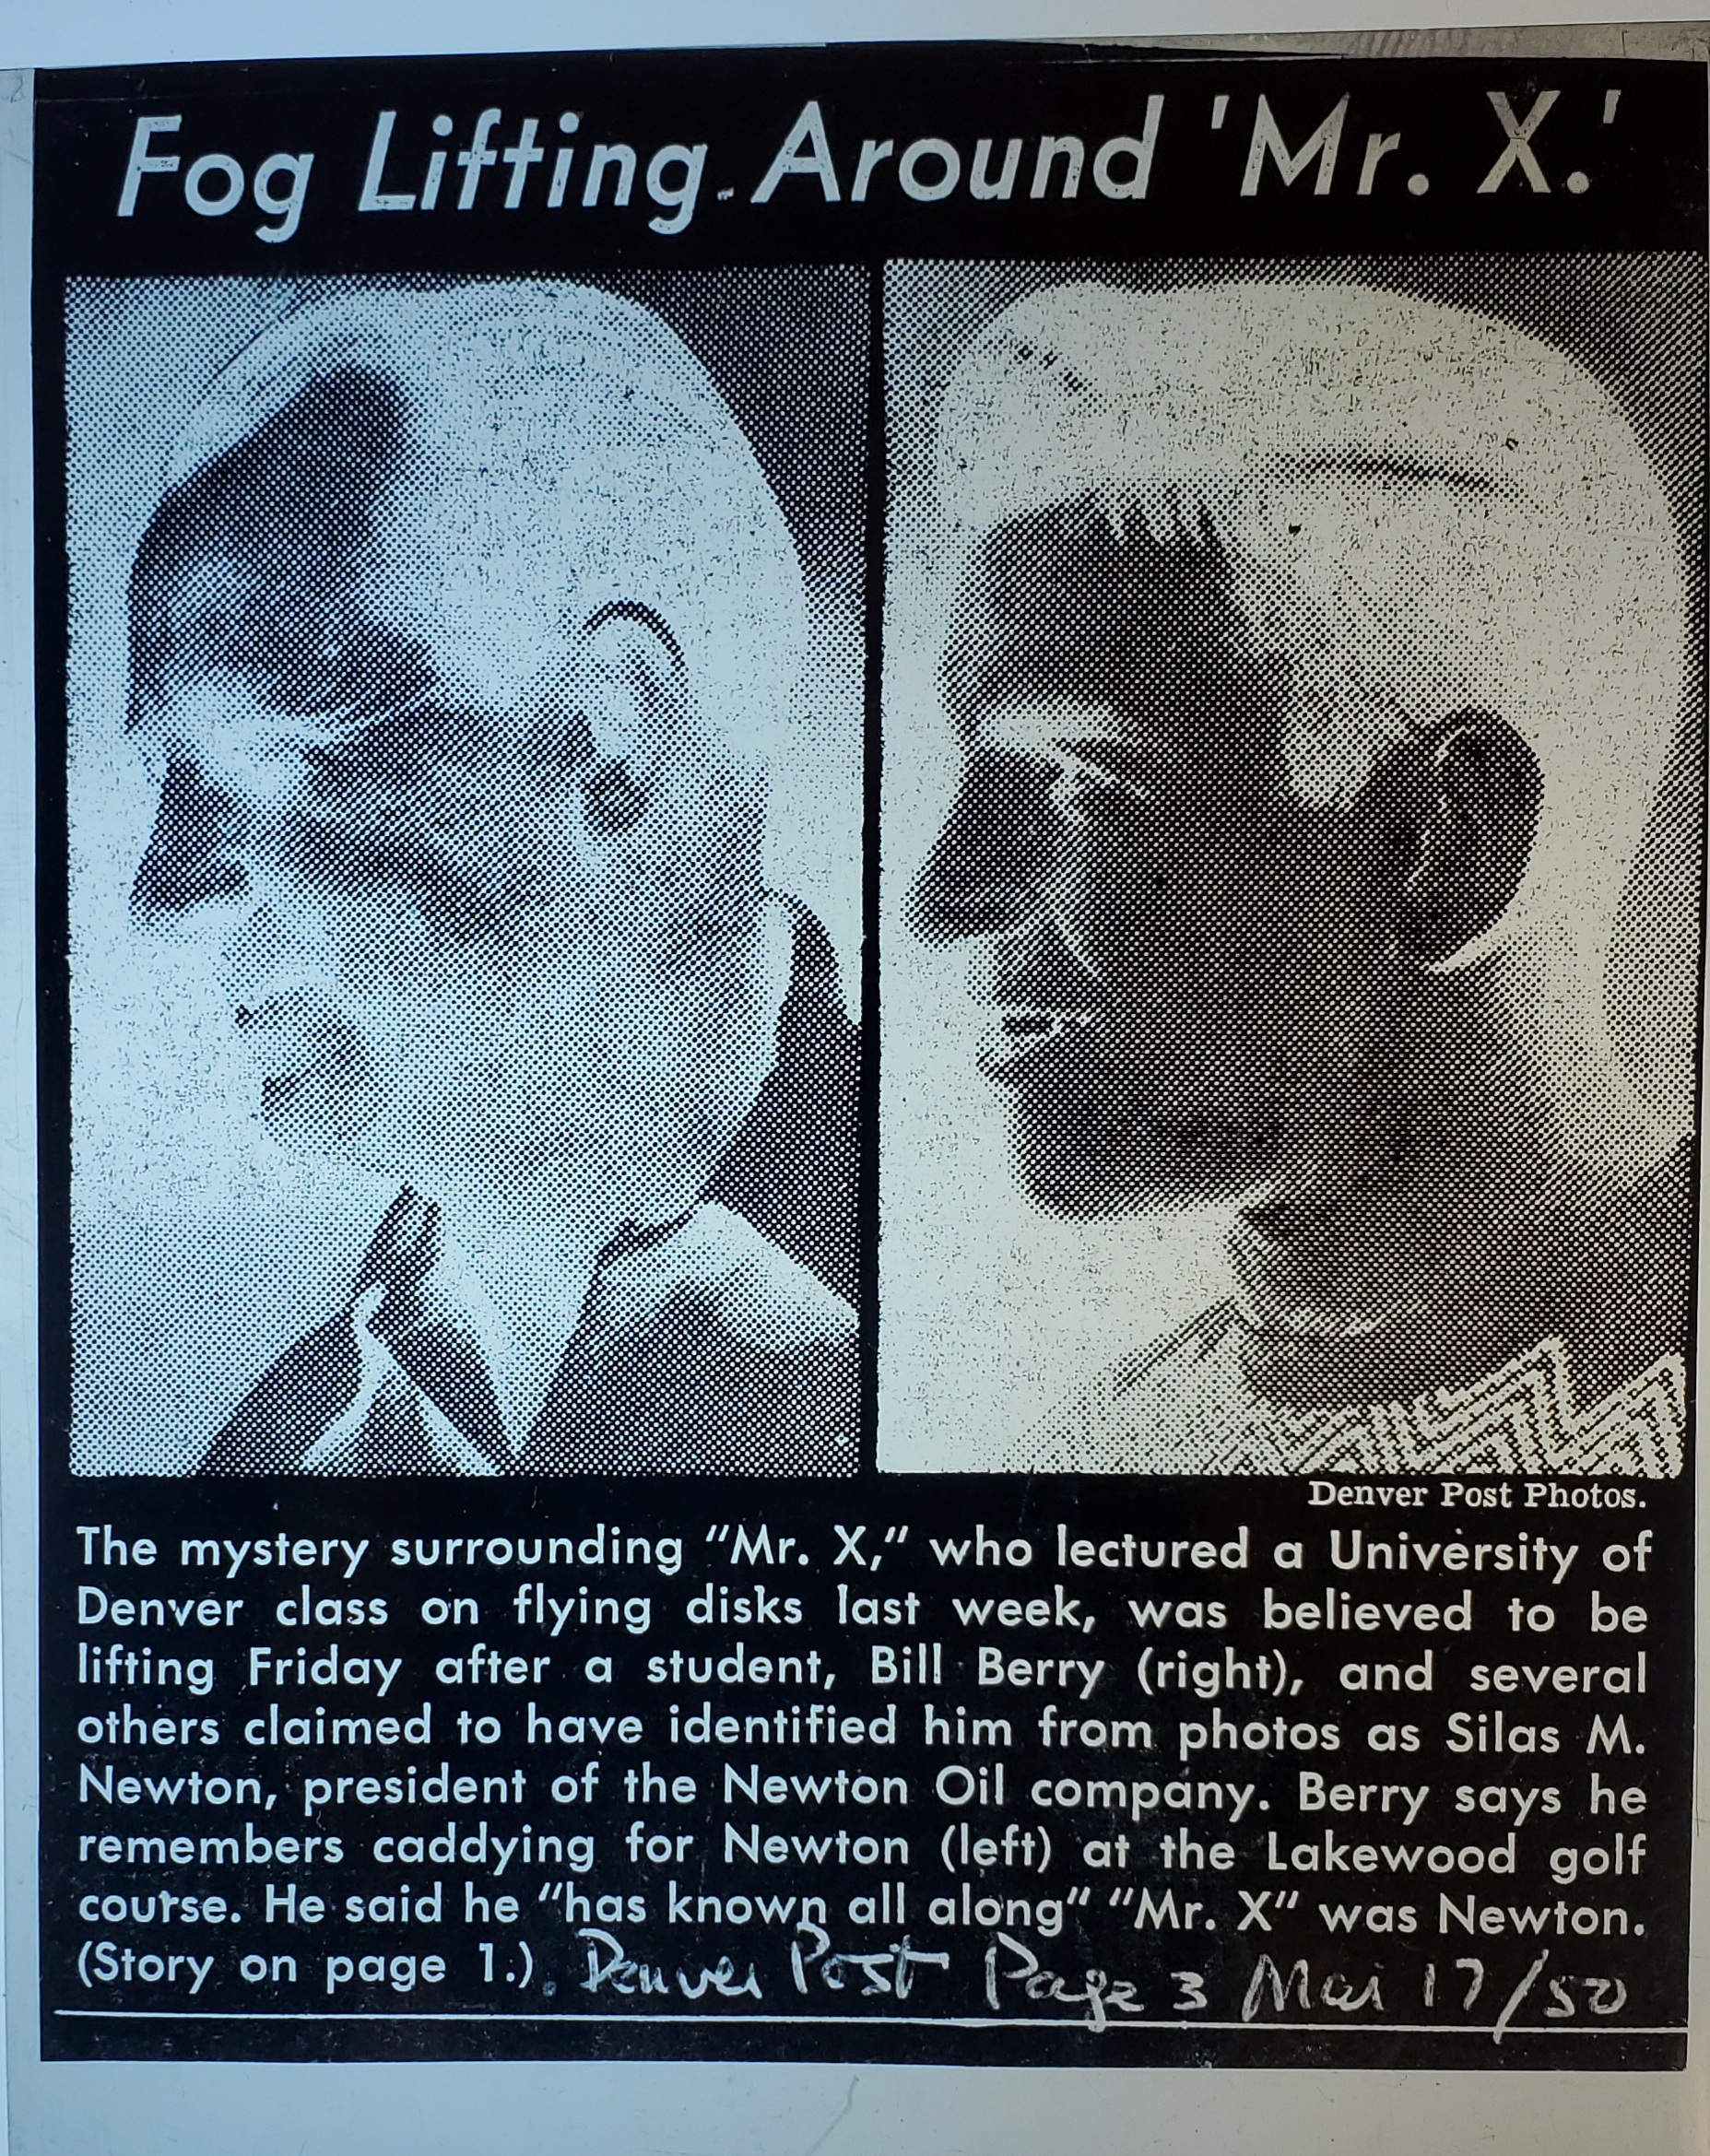 Fog Lifting Around 'Mr. X.'
Denver Post Photos.
The mystery surrounding "Mr. X," who lectured a University of
Denver class on flying disks last week, was believed to be
lifting Friday after a student, Bill Berry (right), and several
others claimed to have identified him from photos as Silas M.
Newton, president of the Newton Oil company. Berry says he
remembers caddying for Newton (left) at the Lakewood golf
course. He said he "has known all along" "Mr. X" was Newton.
(Story on page 1.). Denver Post Page 3 Mar 17/50